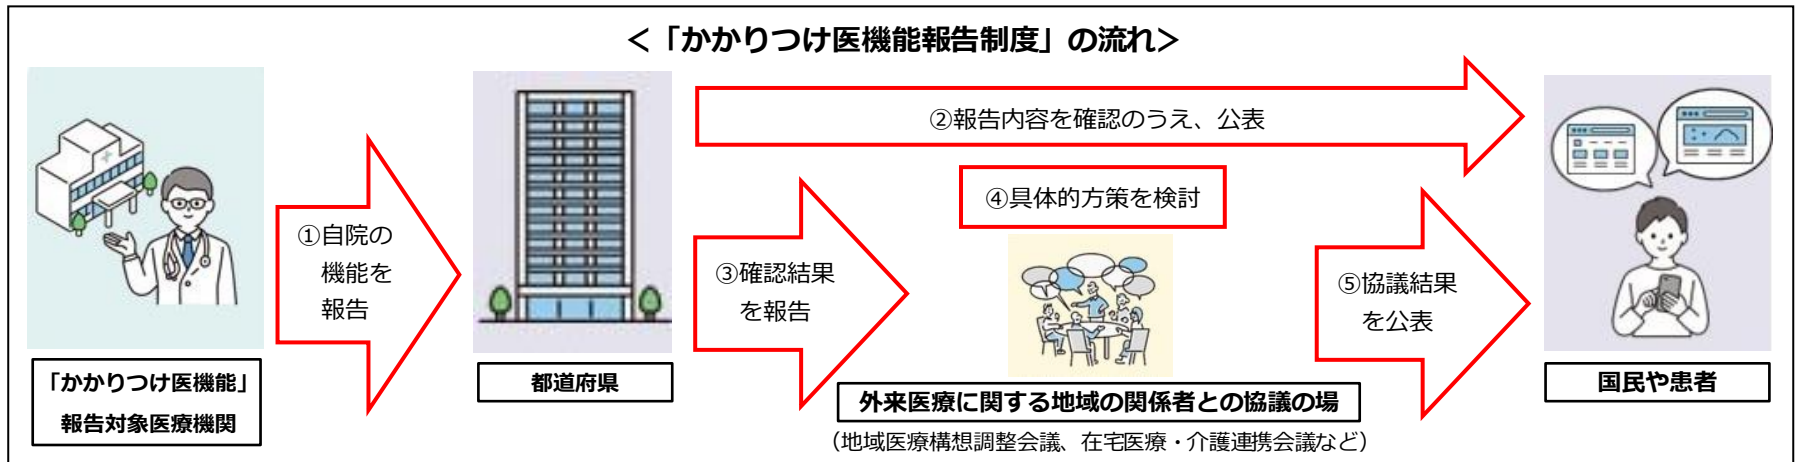 ＜「かかりつけ医機能報告制度」の流れ＞
①自院の
機能を
報告
②報告内容を確認のうえ、公表
③確認結果
を報告
④具体的方策を検討
⑤協議結果
を公表
「かかりつけ医機能」
報告対象医療機関
都道府県
外来医療に関する地域の関係者との協議の場
（地域医療構想調整会議、在宅医療・介護連携会議など）
国民や患者